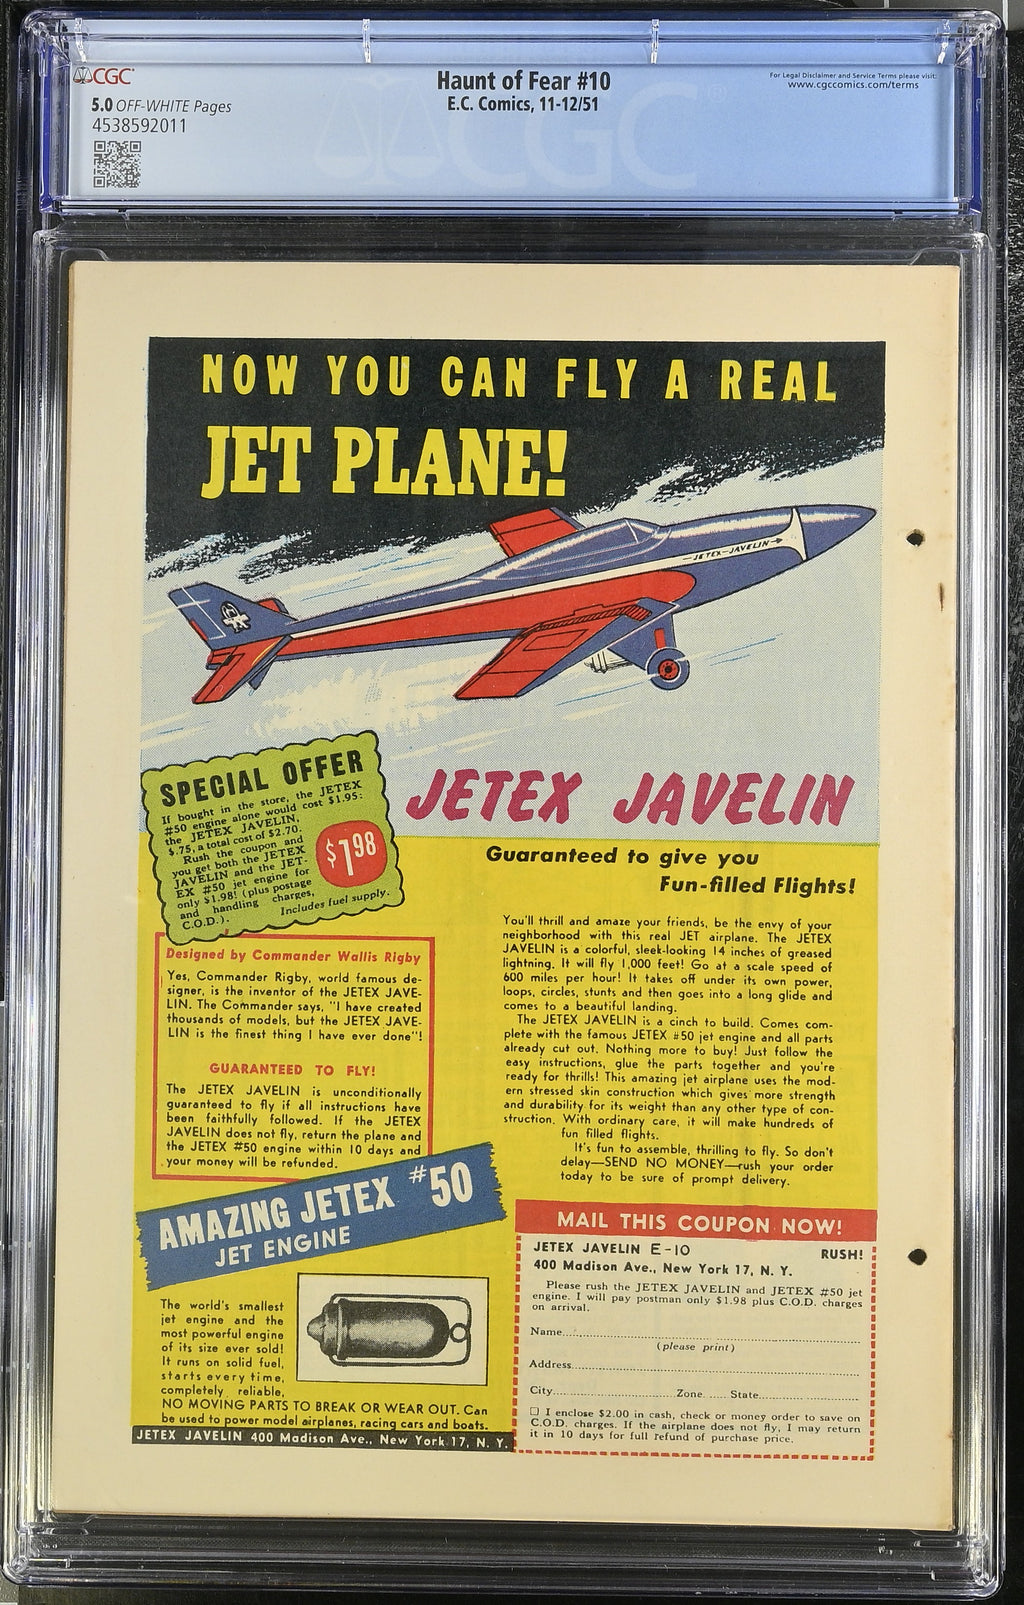 CGC
Haunt of Fear #10
For Legal Disclaimer and Service Terms please visit:
www.cgccomics.com/terms
5.0 OFF-WHITE Pages
E.C. Comics, 11-12/51
4538592011
CGC
NOW YOU CAN FLY A REAL
JET PLANE!
JETEX-JAVELIN
SPECIAL OFFER
If bought in the store, the JETEX
#50 engine alone would cost $1.95;
the JETEX JAVELIN,
$.75, a total cost of $2.70.
Rush the coupon and
you get both the JETEX
JAVELIN and the JET-
EX #50 jet engine for
only $1.98! (plus postage
and handling charges,
C.O.D.).
$1.98
Includes fuel supply.
JETEX JAVELIN
Guaranteed to give you
Fun-filled Flights!
Designed by Commander Wallis Rigby
Yes, Commander Rigby, world famous de-
signer, is the inventor of the JETEX JAVE-
LIN. The Commander says, "I have created
thousands of models, but the JETEX JAVE-
LIN is the finest thing I have ever done"!
GUARANTEED TO FLY!
The JETEX JAVELIN is unconditionally
guaranteed to fly if all instructions have
been faithfully followed. If the JETEX
JAVELIN does not fly, return the plane and
the JETEX #50 engine within 10 days and
your money will be refunded.
You'll thrill and amaze your friends, be the envy of your
neighborhood with this real JET airplane. The JETEX
JAVELIN is a colorful, sleek-looking 14 inches of greased
lightning. It will fly 1,000 feet! Go at a scale speed of
600 miles per hour! It takes off under its own power,
loops, circles, stunts and then goes into a long glide and
comes to a beautiful landing.
The JETEX JAVELIN is a cinch to build. Comes com-
plete with the famous JETEX #50 jet engine and all parts
already cut out. Nothing more to buy! Just follow the
easy instructions, glue the parts together and you're
ready for thrills! This amazing jet airplane uses the mod-
ern stressed skin construction which gives more strength
and durability for its weight than any other type of con-
struction. With ordinary care, it will make hundreds of
fun filled flights.
It's fun to assemble, thrilling to fly. So don't
delay—SEND NO MONEY—rush your order
today to be sure of prompt delivery.
AMAZING JETEX #50
JET ENGINE
The world's smallest
jet engine and the
most powerful engine
of its size ever sold!
It runs on solid fuel,
starts every time,
completely reliable,
NO MOVING PARTS TO BREAK OR WEAR OUT. Can
be used to power model airplanes, racing cars and boats.
JETEX JAVELIN 400 Madison Ave., New York 17, N. Y.
MAIL THIS COUPON NOW!
JETEX JAVELIN E-10 RUSH!
400 Madison Ave., New York 17, N. Y.
Please rush the JETEX JAVELIN and JETEX #50 jet
engine. I will pay postman only $1.98 plus C.O.D. charges
on arrival.
Name
(please print)
Address
City Zone State
☐ I enclose $2.00 in cash, check or money order to save on
C.O.D. charges. If the airplane does not fly, I may return
it in 10 days for full refund of purchase price.